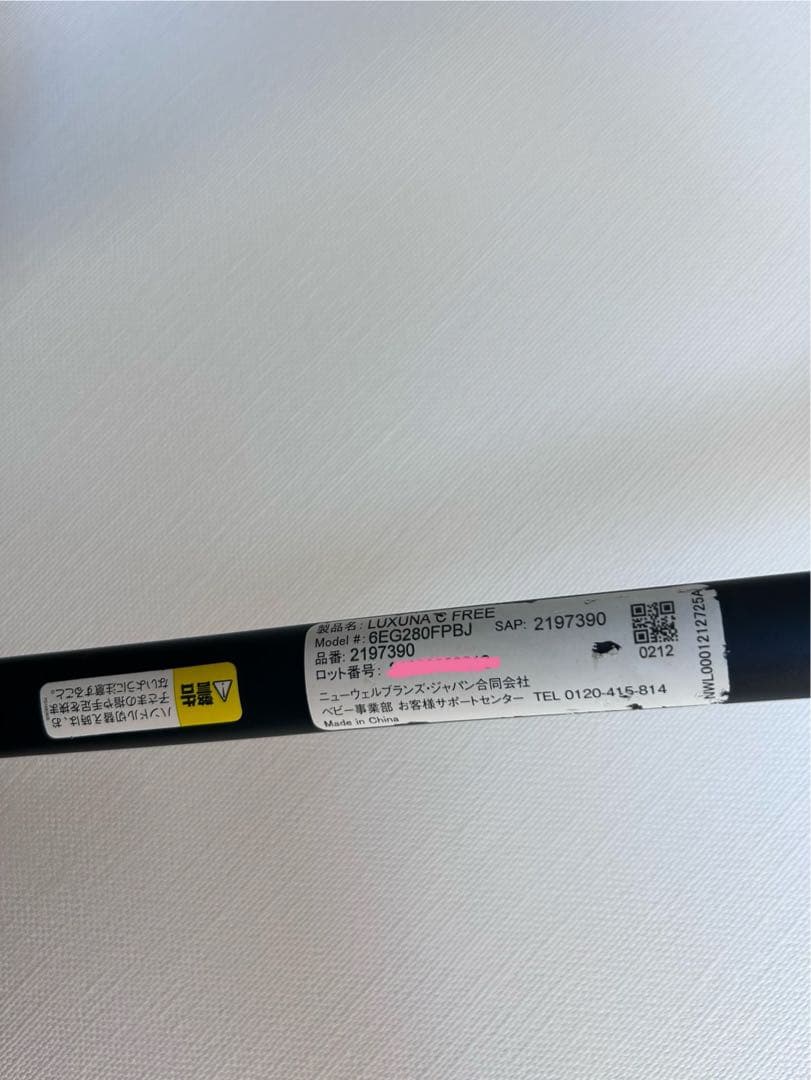 製品名: LUXUNA で FREE
Model #: 6EG280FPBJ SAP: 2197390
品番: 2197390
ロット番号:
ニューウェルブランズ・ジャパン合同会社
ベビー事業部 お客様サポートセンター TEL 0120-415-814
Made in China
0212
NWL0001212725A
警告
ハンドル切替え時は、お
子さまの指や手足を挟ま
ないように注意すること。